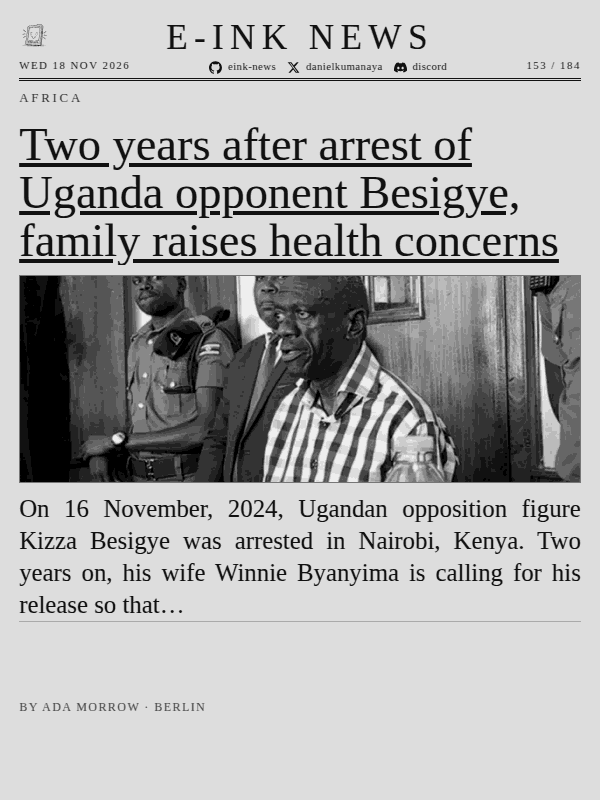 E-INK NEWS
WED 18 NOV 2026
eink-news danielkumanaya discord
153 / 184
AFRICA
Two years after arrest of
Uganda opponent Besigye,
family raises health concerns
On 16 November, 2024, Ugandan opposition figure
Kizza Besigye was arrested in Nairobi, Kenya. Two
years on, his wife Winnie Byanyima is calling for his
release so that…
BY ADA MORROW · BERLIN